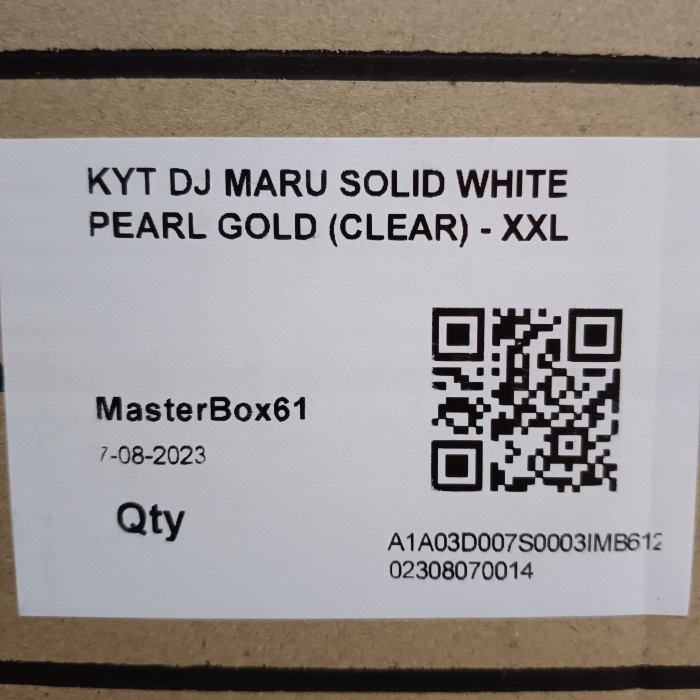 KYT DJ MARU SOLID WHITE
PEARL GOLD (CLEAR) - XXL
MasterBox61
7-08-2023
Qty
A1A03D007S0003IMB612
02308070014